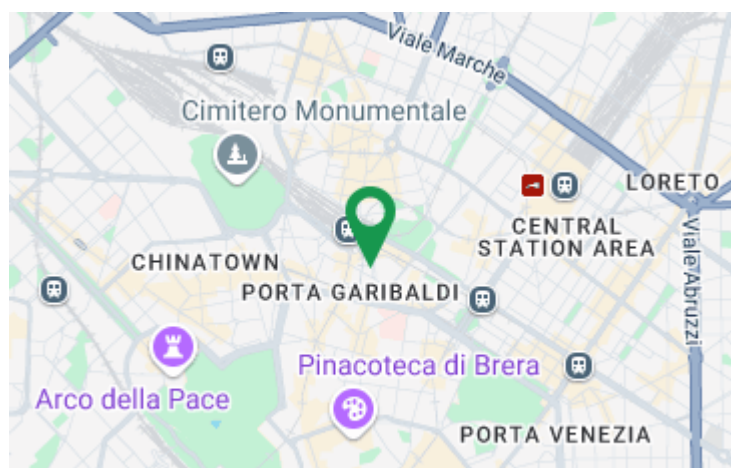 Viale Marche
Cimitero Monumentale
LORETO
CENTRAL
STATION AREA
Viale Abruzzi
CHINATOWN
PORTA GARIBALDI
Pinacoteca di Brera
Arco della Pace
PORTA VENEZIA